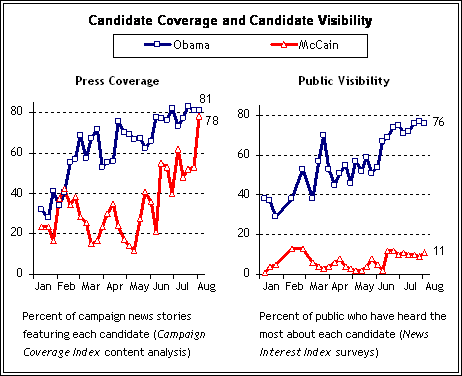 Candidate Coverage and Candidate Visibility
Obama McCain
Press Coverage
81
78
80
60
40
20
0
Jan Feb Mar Apr May Jun Jul Aug
Percent of campaign news stories
featuring each candidate (Campaign
Coverage Index content analysis)
Public Visibility
76
80
60
40
20
11
0
Jan Feb Mar Apr May Jun Jul Aug
Percent of public who have heard the
most about each candidate (News
Interest Index surveys)